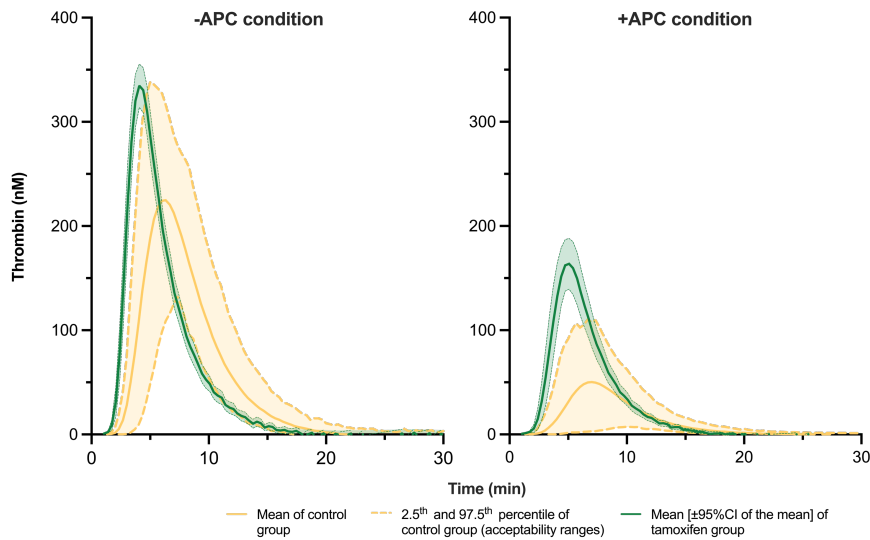 -APC condition
+APC condition
400
300
200
100
0
0
10
20
30
400
300
200
100
0
0
10
20
30
Thrombin (nM)
Time (min)
Mean of control
group
2.5th and 97.5th percentile of
control group (acceptability ranges)
Mean [±95%CI of the mean] of
tamoxifen group